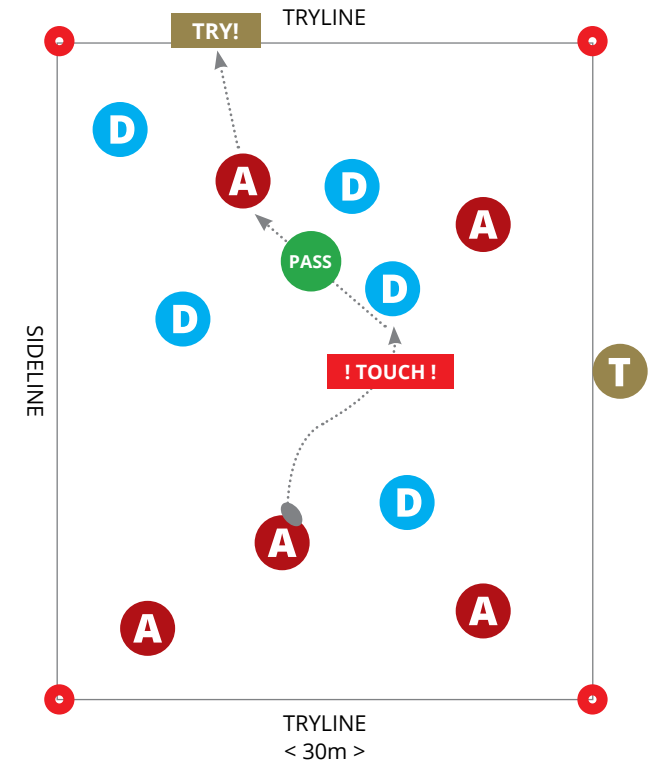 TRYLINE
TRY!
D
A
D
A
PASS
D
D
SIDELINE
! TOUCH !
T
D
A
A
A
TRYLINE
< 30m >